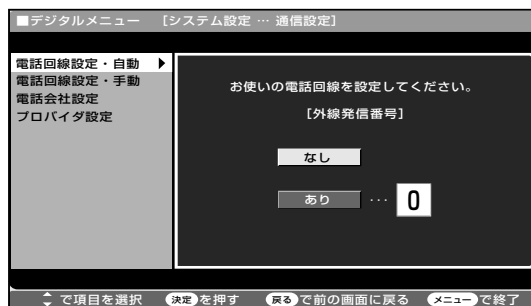 ■デジタルメニュー [システム設定 … 通信設定]
電話回線設定・自動
電話回線設定・手動
電話会社設定
プロバイダ設定
お使いの電話回線を設定してください。
[外線発信番号]
なし
あり … 0
で項目を選択 決定を押す 戻るで前の画面に戻る メニューで終了